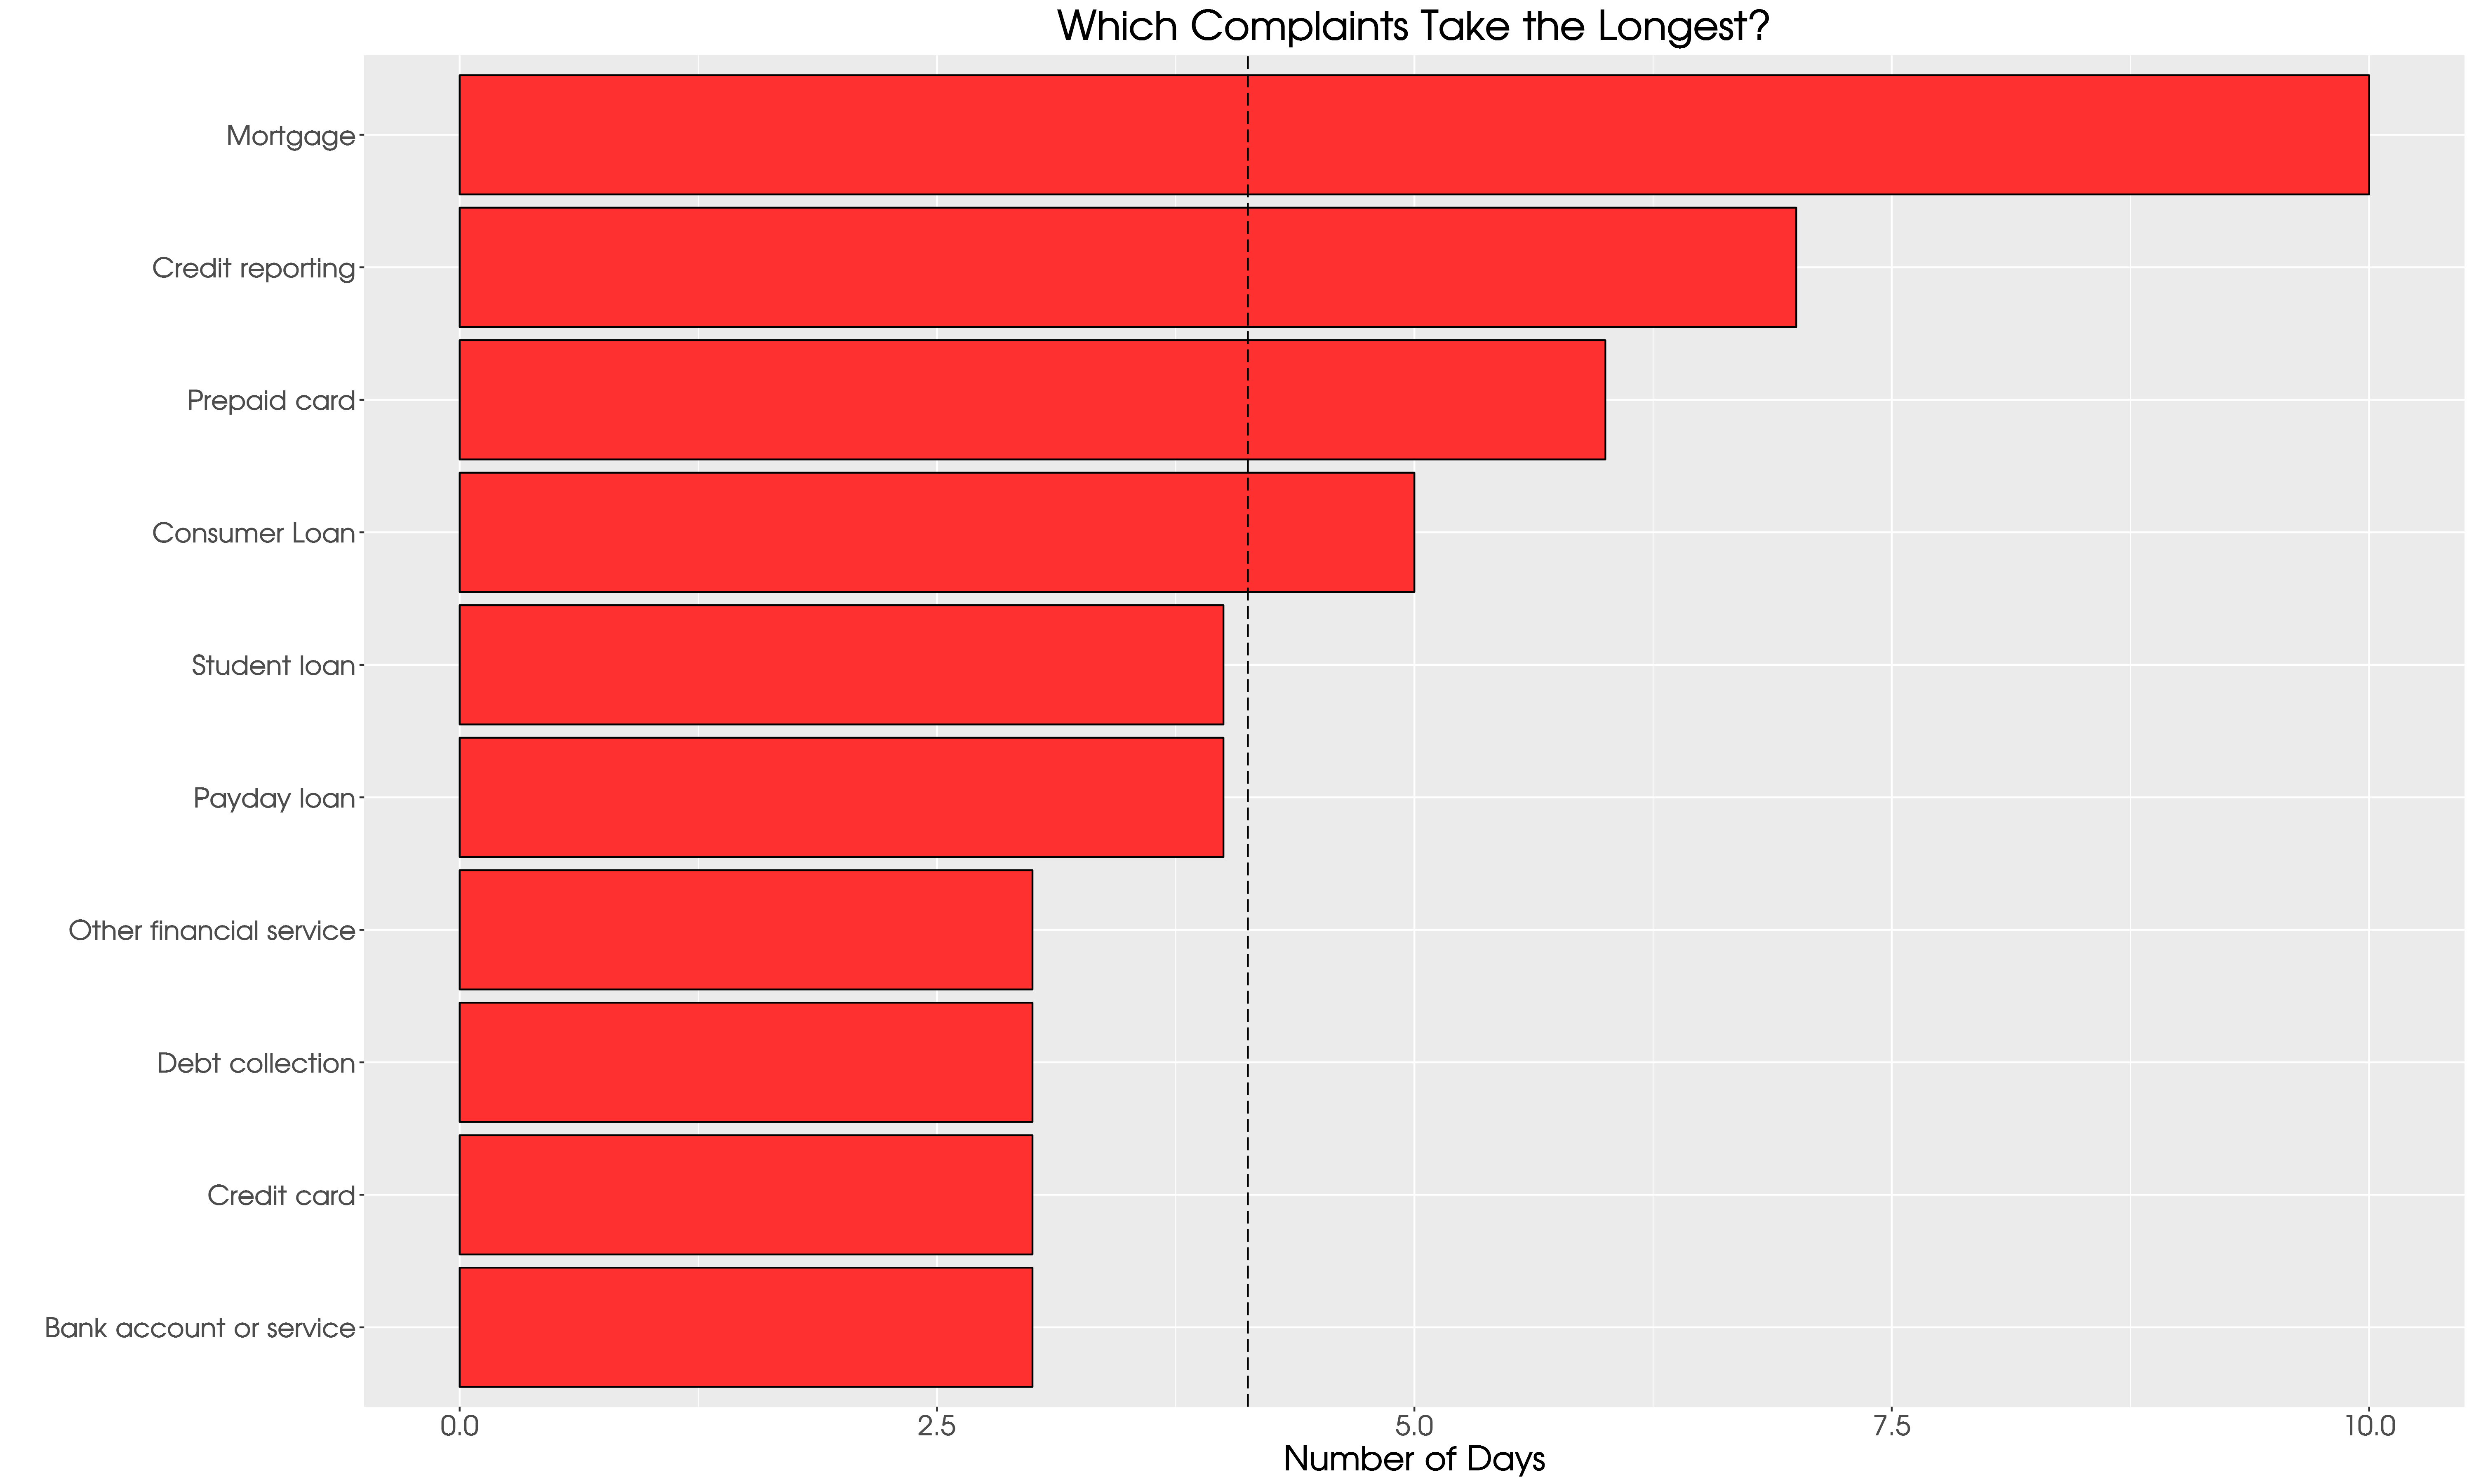 Which Complaints Take the Longest?
Mortgage
Credit reporting
Prepaid card
Consumer Loan
Student loan
Payday loan
Other financial service
Debt collection
Credit card
Bank account or service
0.0 2.5 5.0 7.5 10.0
Number of Days